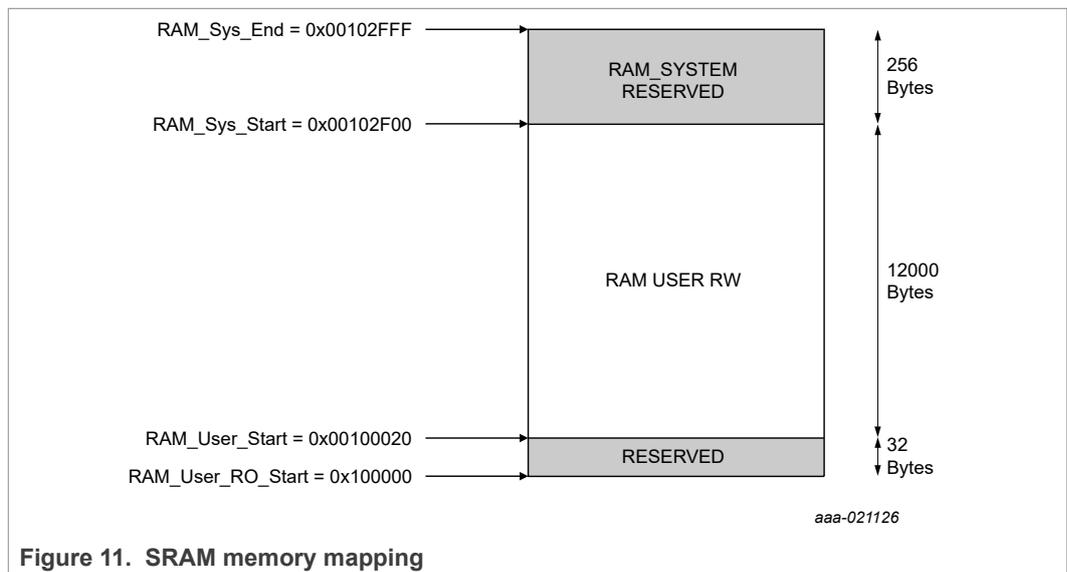 RAM_Sys_End = 0x00102FFF
RAM_SYSTEM
RESERVED
256
Bytes
RAM_Sys_Start = 0x00102F00
RAM USER RW
12000
Bytes
RAM_User_Start = 0x00100020
RESERVED
32
Bytes
RAM_User_RO_Start = 0x100000
aaa-021126
Figure 11. SRAM memory mapping